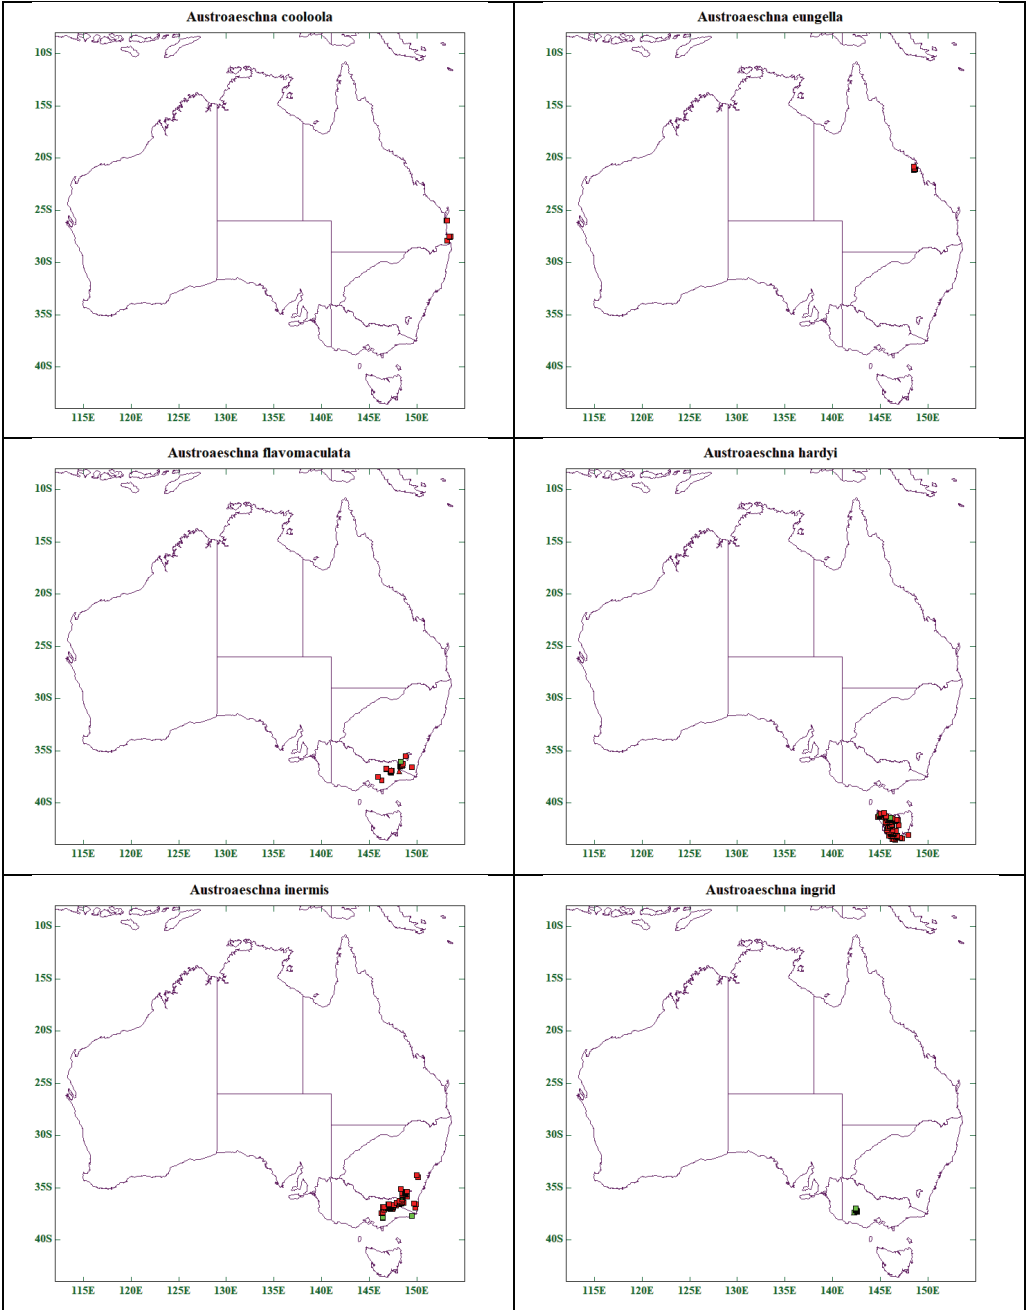 Austroaeschna cooloola
10S
15S
20S
25S
30S
35S
40S
115E 120E 125E 130E 135E 140E 145E 150E
Austroaeschna eungella
10S
15S
20S
25S
30S
35S
40S
115E 120E 125E 130E 135E 140E 145E 150E
Austroaeschna flavomaculata
10S
15S
20S
25S
30S
35S
40S
115E 120E 125E 130E 135E 140E 145E 150E
Austroaeschna hardyi
10S
15S
20S
25S
30S
35S
40S
115E 120E 125E 130E 135E 140E 145E 150E
Austroaeschna inermis
10S
15S
20S
25S
30S
35S
40S
115E 120E 125E 130E 135E 140E 145E 150E
Austroaeschna ingrid
10S
15S
20S
25S
30S
35S
40S
115E 120E 125E 130E 135E 140E 145E 150E